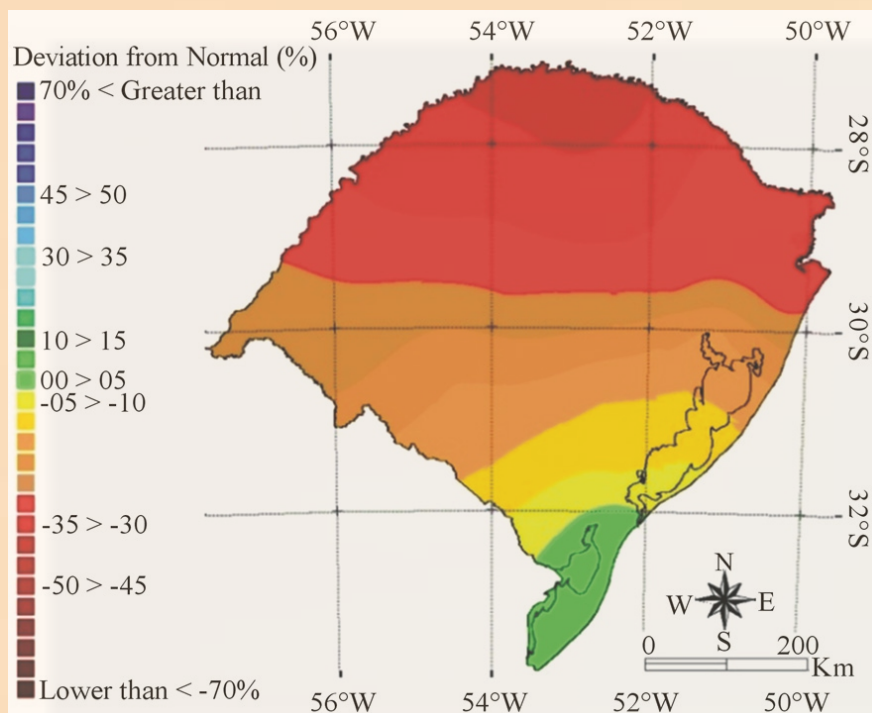 56°W 54°W 52°W 50°W
Deviation from Normal (%)
70% < Greater than
45 > 50
30 > 35
10 > 15
00 > 05
-05 > -10
-35 > -30
-50 > -45
Lower than < -70%
28°S
30°S
32°S
N
W E
S
0 200
Km
56°W 54°W 52°W 50°W